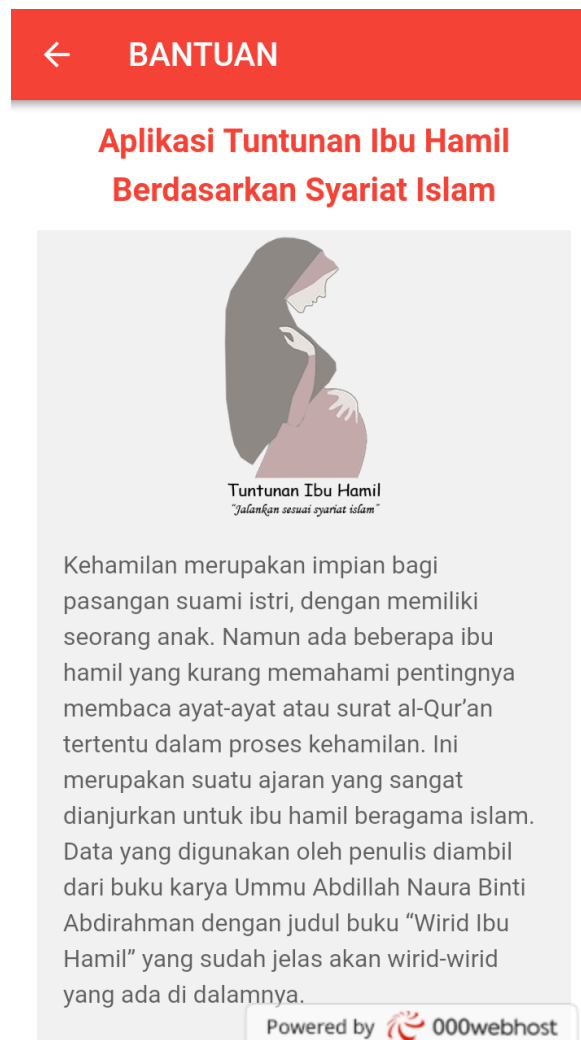 BANTUAN
Aplikasi Tuntunan Ibu Hamil
Berdasarkan Syariat Islam
Tuntunan Ibu Hamil
"Jalankan sesuai syariat islam"
Kehamilan merupakan impian bagi
pasangan suami istri, dengan memiliki
seorang anak. Namun ada beberapa ibu
hamil yang kurang memahami pentingnya
membaca ayat-ayat atau surat al-Qur’an
tertentu dalam proses kehamilan. Ini
merupakan suatu ajaran yang sangat
dianjurkan untuk ibu hamil beragama islam.
Data yang digunakan oleh penulis diambil
dari buku karya Ummu Abdillah Naura Binti
Abdirahman dengan judul buku “Wirid Ibu
Hamil” yang sudah jelas akan wirid-wirid
yang ada di dalamnya.
Powered by 000webhost